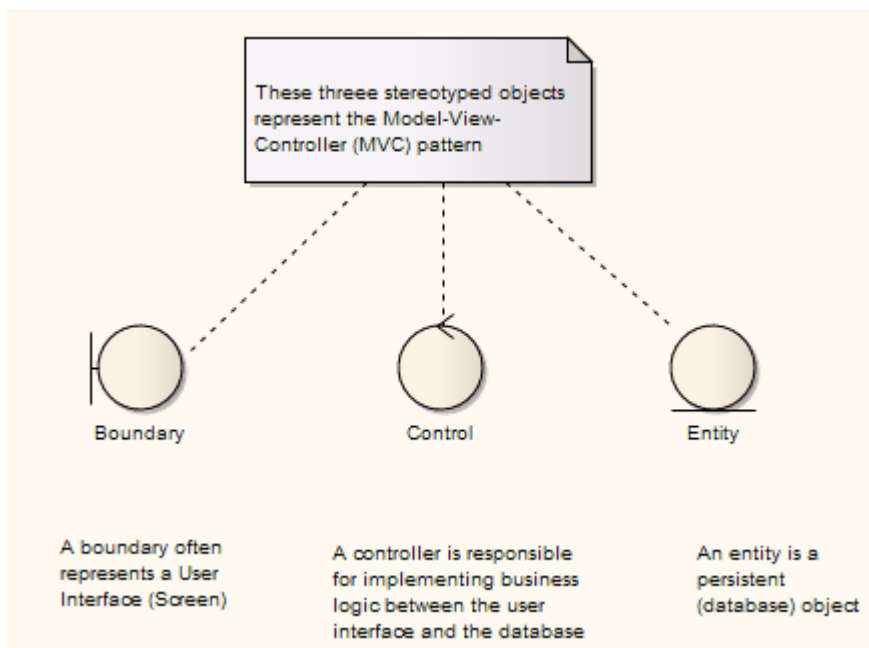 These threee stereotyped objects
represent the Model-View-
Controller (MVC) pattern
Boundary
Control
Entity
A boundary often
represents a User
Interface (Screen)
A controller is responsible
for implementing business
logic between the user
interface and the database
An entity is a
persistent
(database) object